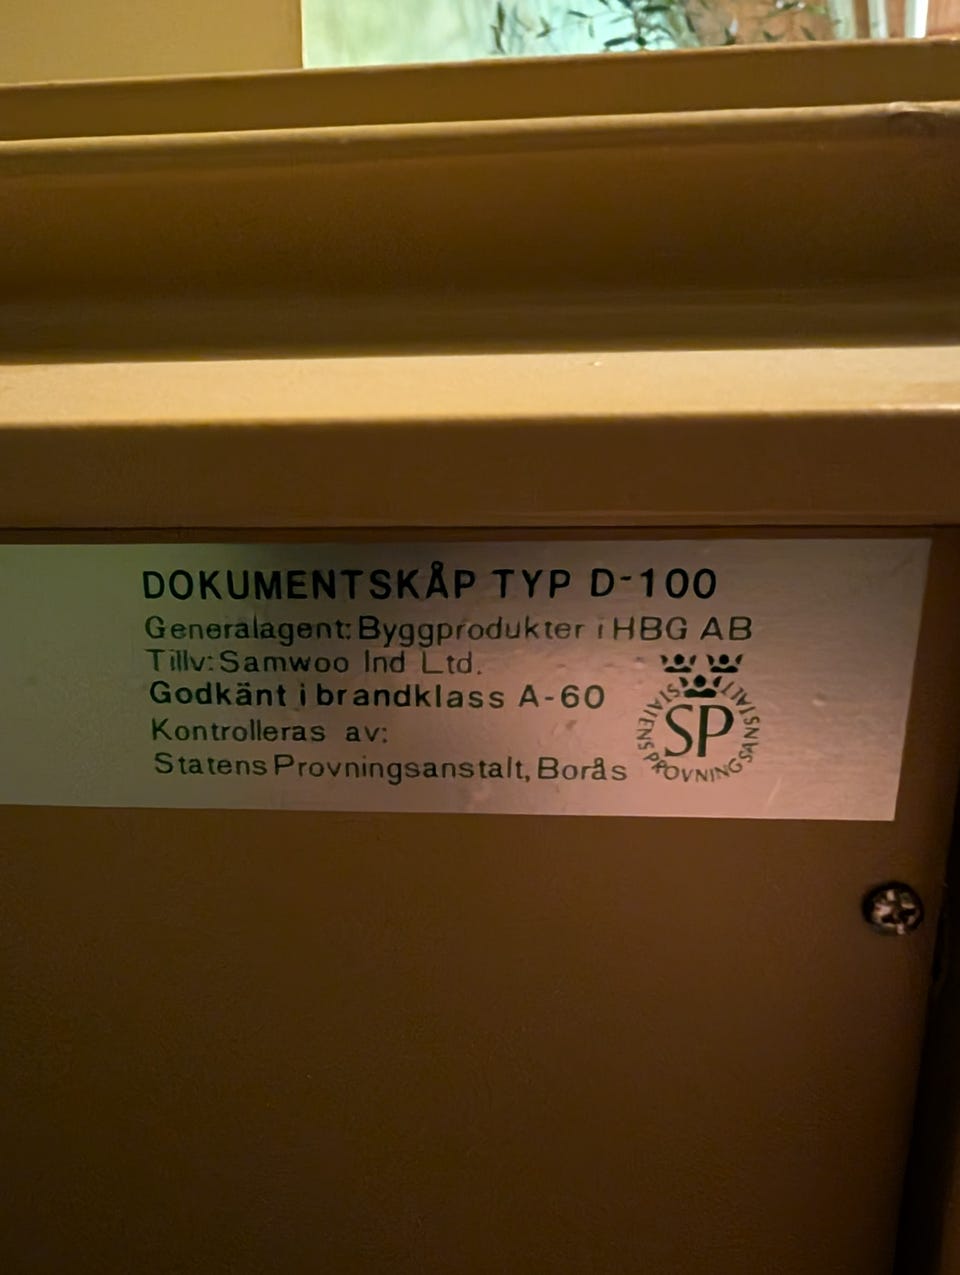 DOKUMENTSKÅP TYP D-100
Generalagent: Byggprodukter i HBG AB
Tillv: Samwoo Ind Ltd.
Godkänt i brandklass A-60
Kontrolleras av:
Statens Provningsanstalt, Borås
SP
STATENS PROVNINGSANSTALT